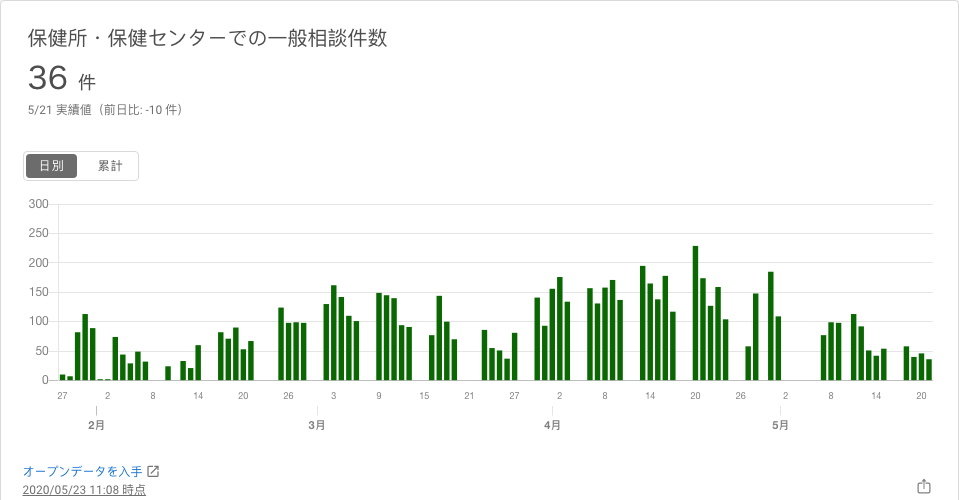 保健所・保健センターでの一般相談件数
36 件
5/21 実績値（前日比: -10 件）
日別 累計
300
250
200
150
100
50
0
27 2 8 14 20 26 3 9 15 21 27 2 8 14 20 26 2 8 14 20
2月 3月 4月 5月
オープンデータを入手
2020/05/23 11:08 時点